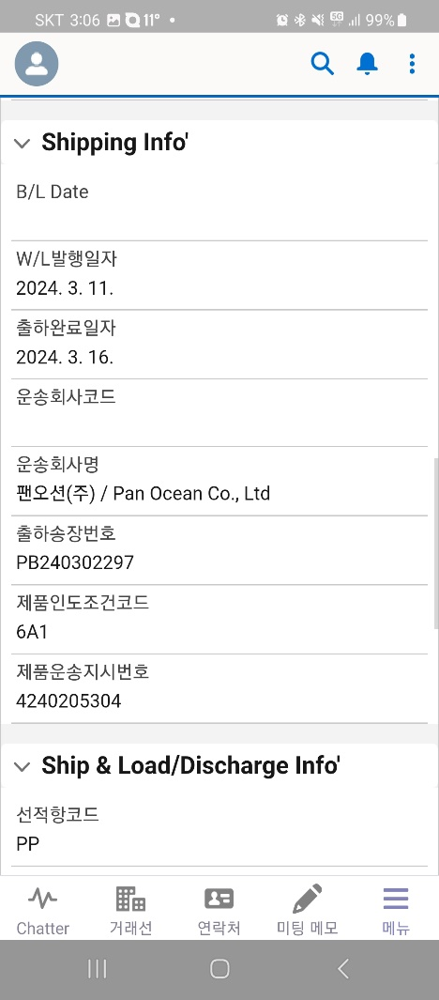 SKT 3:06 11° • 99%
Shipping Info'
B/L Date
W/L발행일자
2024. 3. 11.
출하완료일자
2024. 3. 16.
운송회사코드
운송회사명
팬오션(주) / Pan Ocean Co., Ltd
출하송장번호
PB240302297
제품인도조건코드
6A1
제품운송지시번호
4240205304
Ship & Load/Discharge Info'
선적항코드
PP
Chatter 거래선 연락처 미팅 메모 메뉴